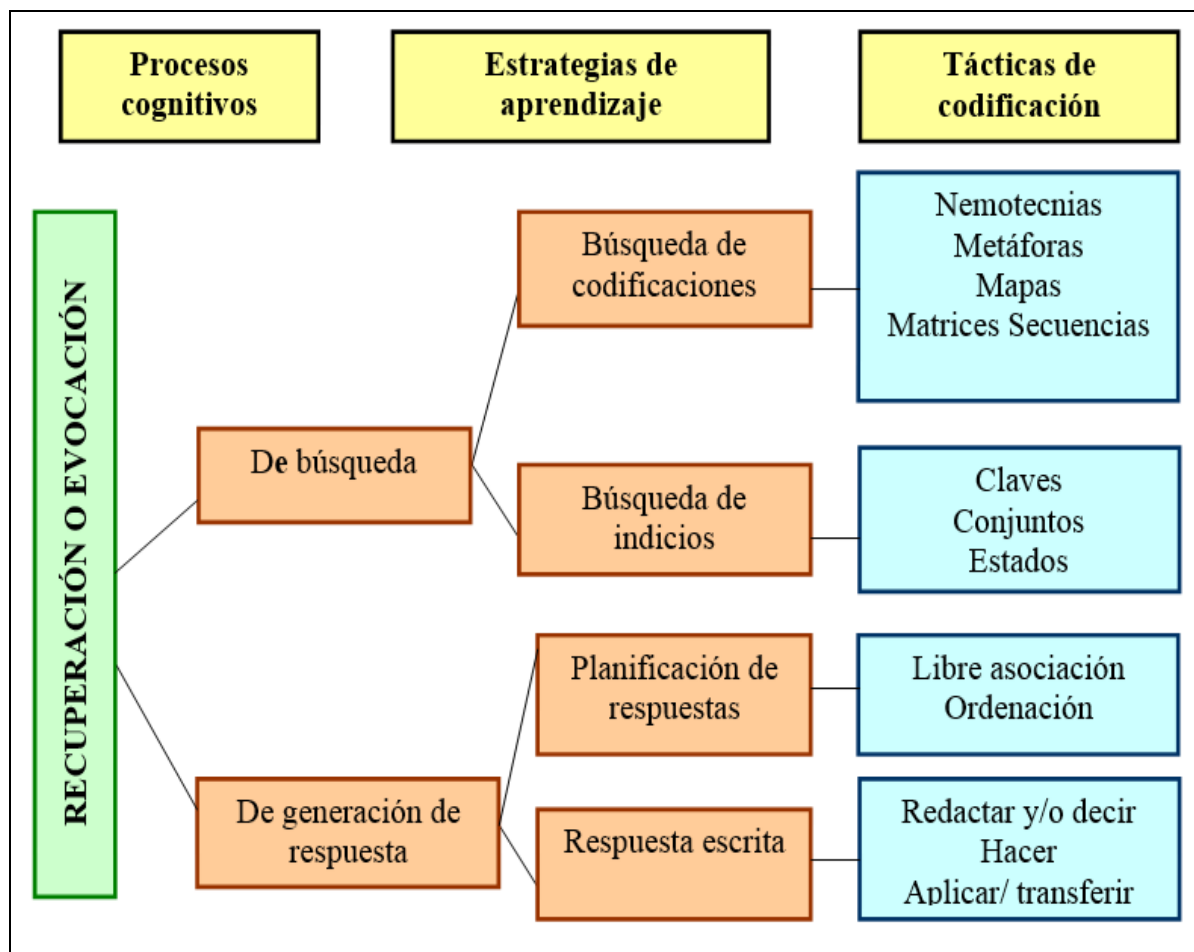 Procesos
cognitivos
Estrategias de
aprendizaje
Tácticas de
codificación
RECUPERACIÓN O EVOCACIÓN
De búsqueda
Búsqueda de
codificaciones
Nemotecnias
Metáforas
Mapas
Matrices Secuencias
Búsqueda de
indicios
Claves
Conjuntos
Estados
De generación de
respuesta
Planificación de
respuestas
Libre asociación
Ordenación
Respuesta escrita
Redactar y/o decir
Hacer
Aplicar/ transferir